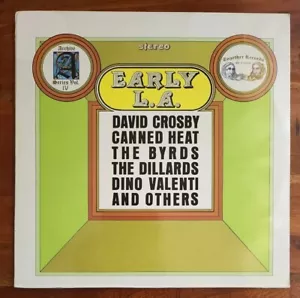 stereo
Archive
Series Vol.
IV
Together Records
EARLY
L.A.
DAVID CROSBY
CANNED HEAT
THE BYRDS
THE DILLARDS
DINO VALENTI
AND OTHERS